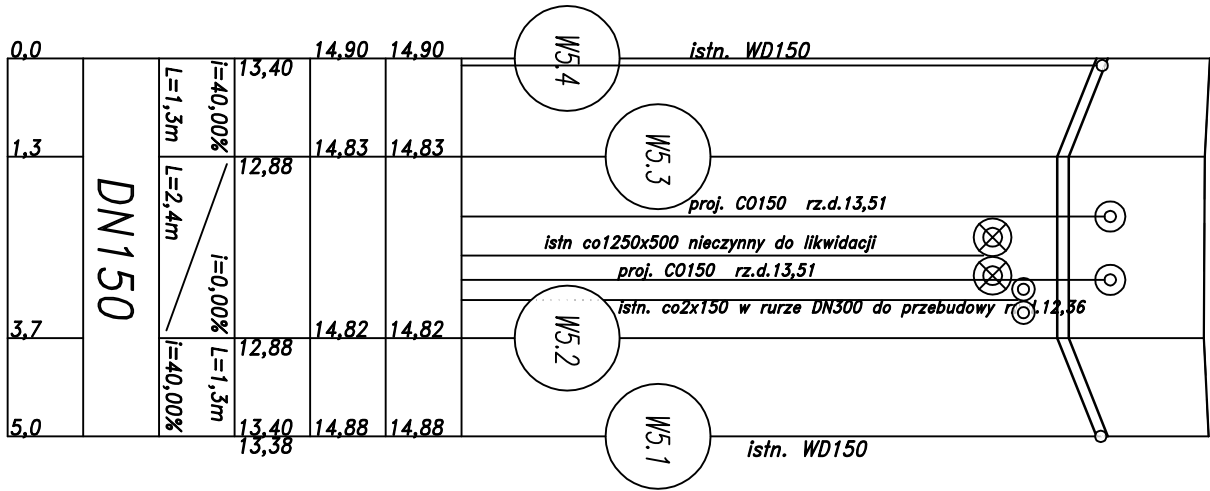 0,0
14,90 14,90
W5.4
istn. WD150
L=1,3m
i=40,00%
13,40
1,3
14,83 14,83
W5.3
12,88
L=2,4m
DN150
proj. CO150 rz.d.13,51
istn co1250x500 nieczynny do likwidacji
i=0,00%
proj. CO150 rz.d.13,51
istn. co2x150 w rurze DN300 do przebudowy 12,36
3,7
14,82 14,82
W5.2
12,88
i=40,00%
L=1,3m
5,0
13,40 14,88 14,88
13,38
W5.1
istn. WD150